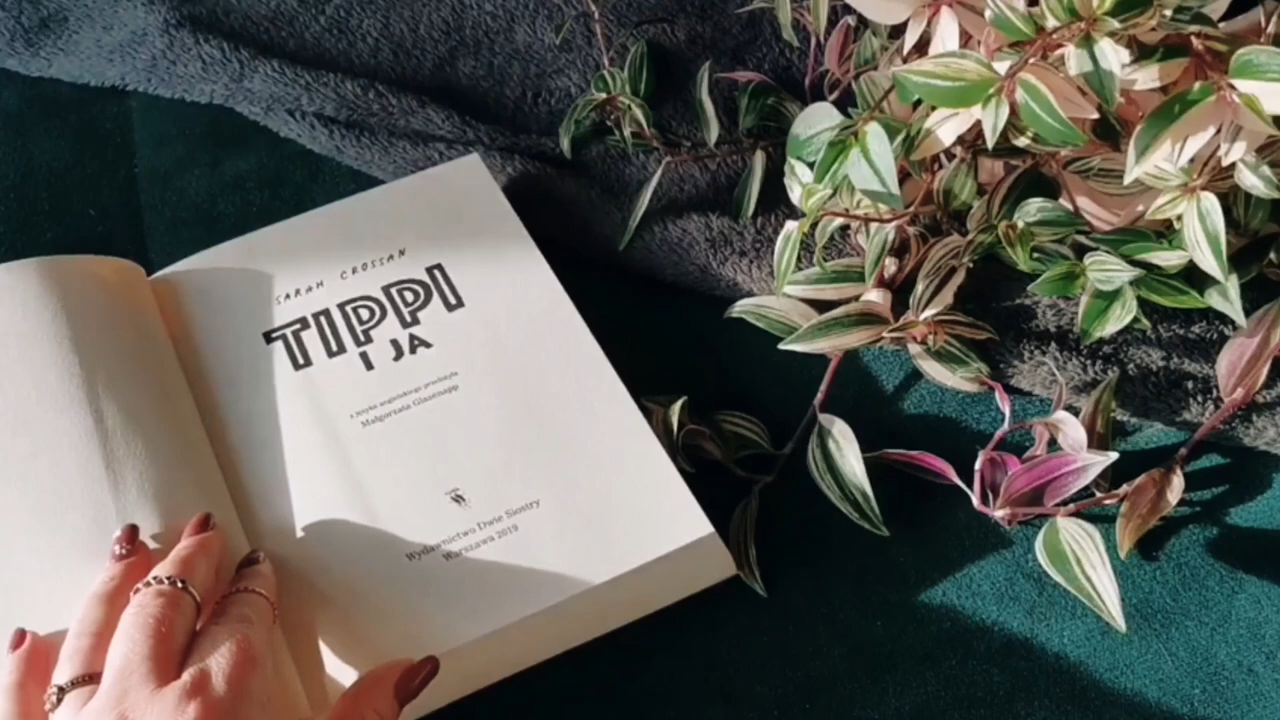 SARAH CROSSAN
TIPPI
I JA
z języka angielskiego przełożyła
Małgorzata Glasenapp
Wydawnictwo Dwie Siostry
Warszawa 2019